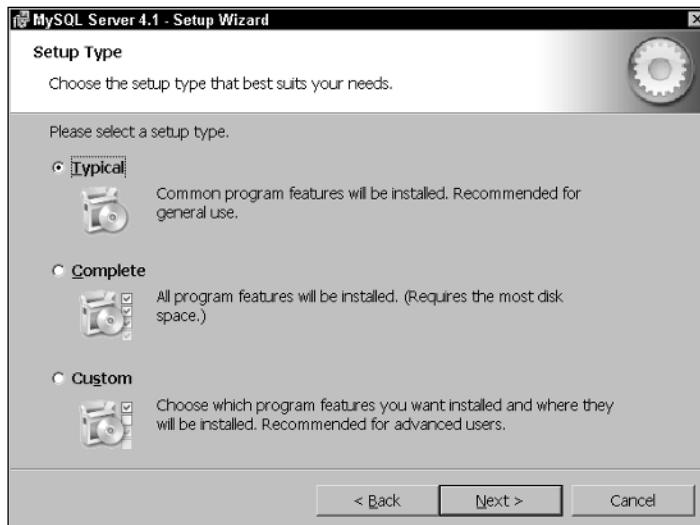 MySQL Server 4.1 - Setup Wizard
Setup Type
Choose the setup type that best suits your needs.
Please select a setup type.
Typical
Common program features will be installed. Recommended for
general use.
Complete
All program features will be installed. (Requires the most disk
space.)
Custom
Choose which program features you want installed and where they
will be installed. Recommended for advanced users.
< Back
Next >
Cancel